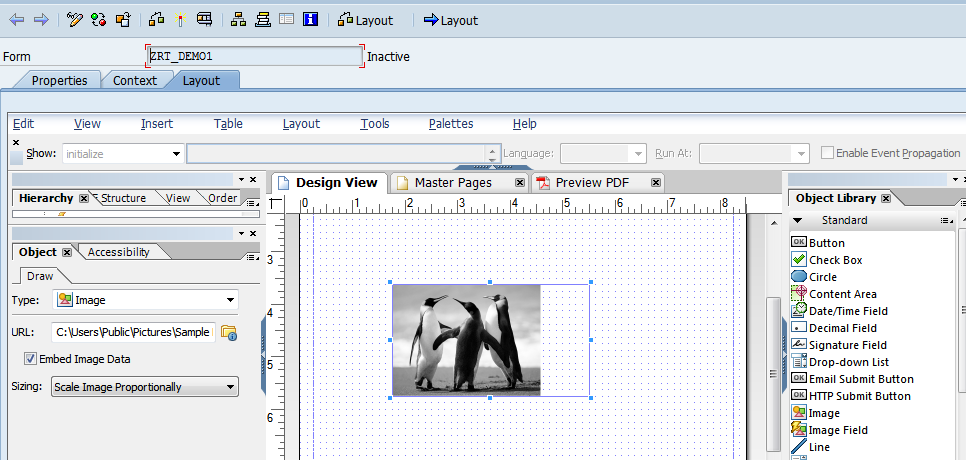 Layout Layout
Form ZRT_DEMO1 Inactive
Properties Context Layout
Edit View Insert Table Layout Tools Palettes Help
Show: initialize Language: Run At: Enable Event Propagation
Hierarchy Structure View Order
Design View Master Pages Preview PDF
Object Library
0 1 2 3 4 5 6 7 8
Standard
3
4
5
6
Object Accessibility
Draw
Type: Image
URL: C:\Users\Public\Pictures\Sample
Embed Image Data
Sizing: Scale Image Proportionally
Button
Check Box
Circle
Content Area
Date/Time Field
Decimal Field
Signature Field
Drop-down List
Email Submit Button
HTTP Submit Button
Image
Image Field
Line